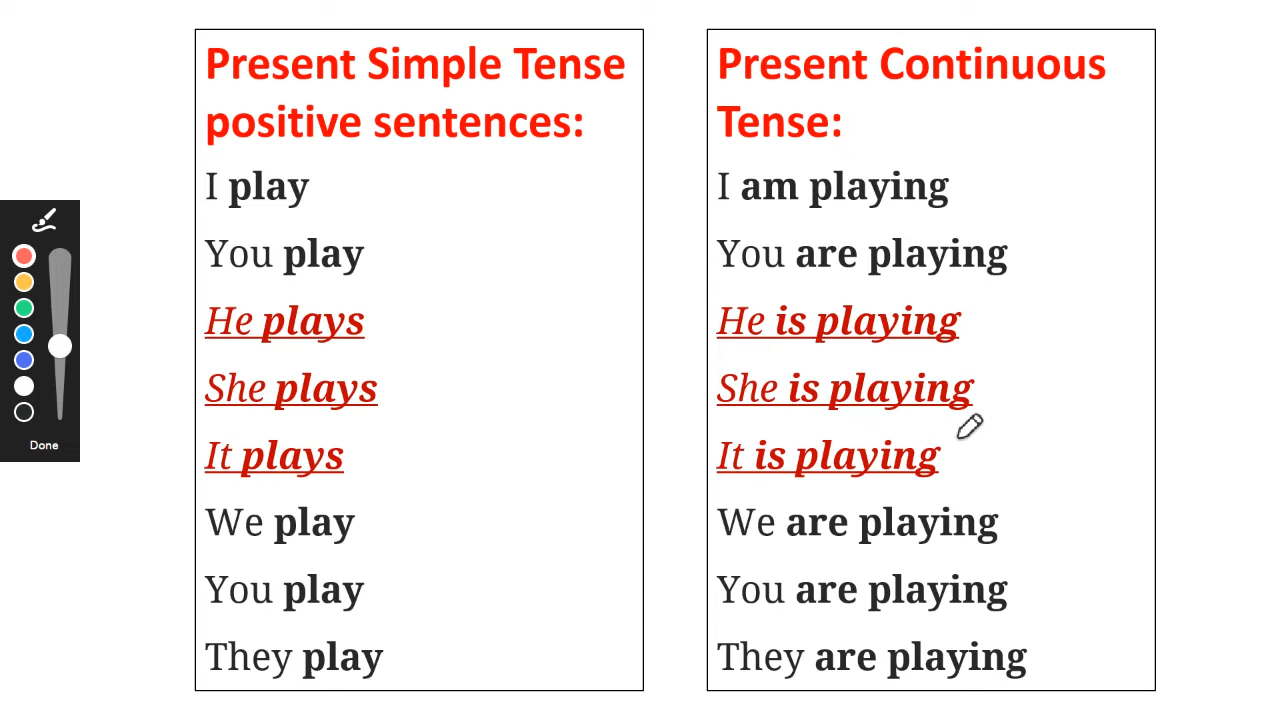 Present Simple Tense
positive sentences:
I play
You play
He plays
She plays
It plays
We play
You play
They play
Present Continuous
Tense:
I am playing
You are playing
He is playing
She is playing
It is playing
We are playing
You are playing
They are playing
Done